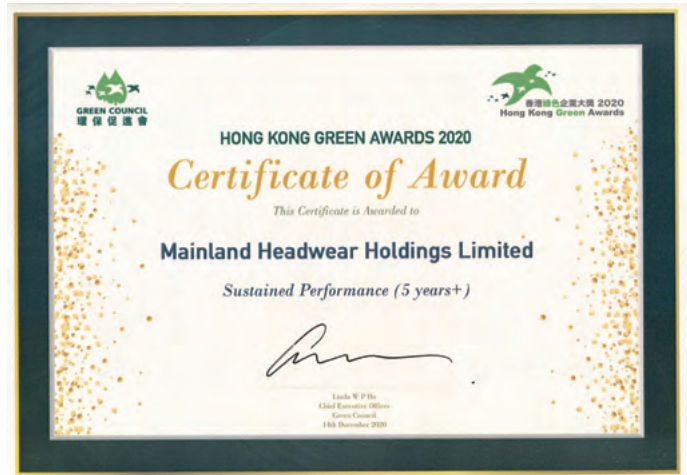 GREEN COUNCIL
環保促進會
香港綠色企業大獎 2020
Hong Kong Green Awards
HONG KONG GREEN AWARDS 2020
Certificate of Award
This Certificate is Awarded to
Mainland Headwear Holdings Limited
Sustained Performance (5 years+)
Linda W P Ho
Chief Executive Officer
Green Council
14th December 2020